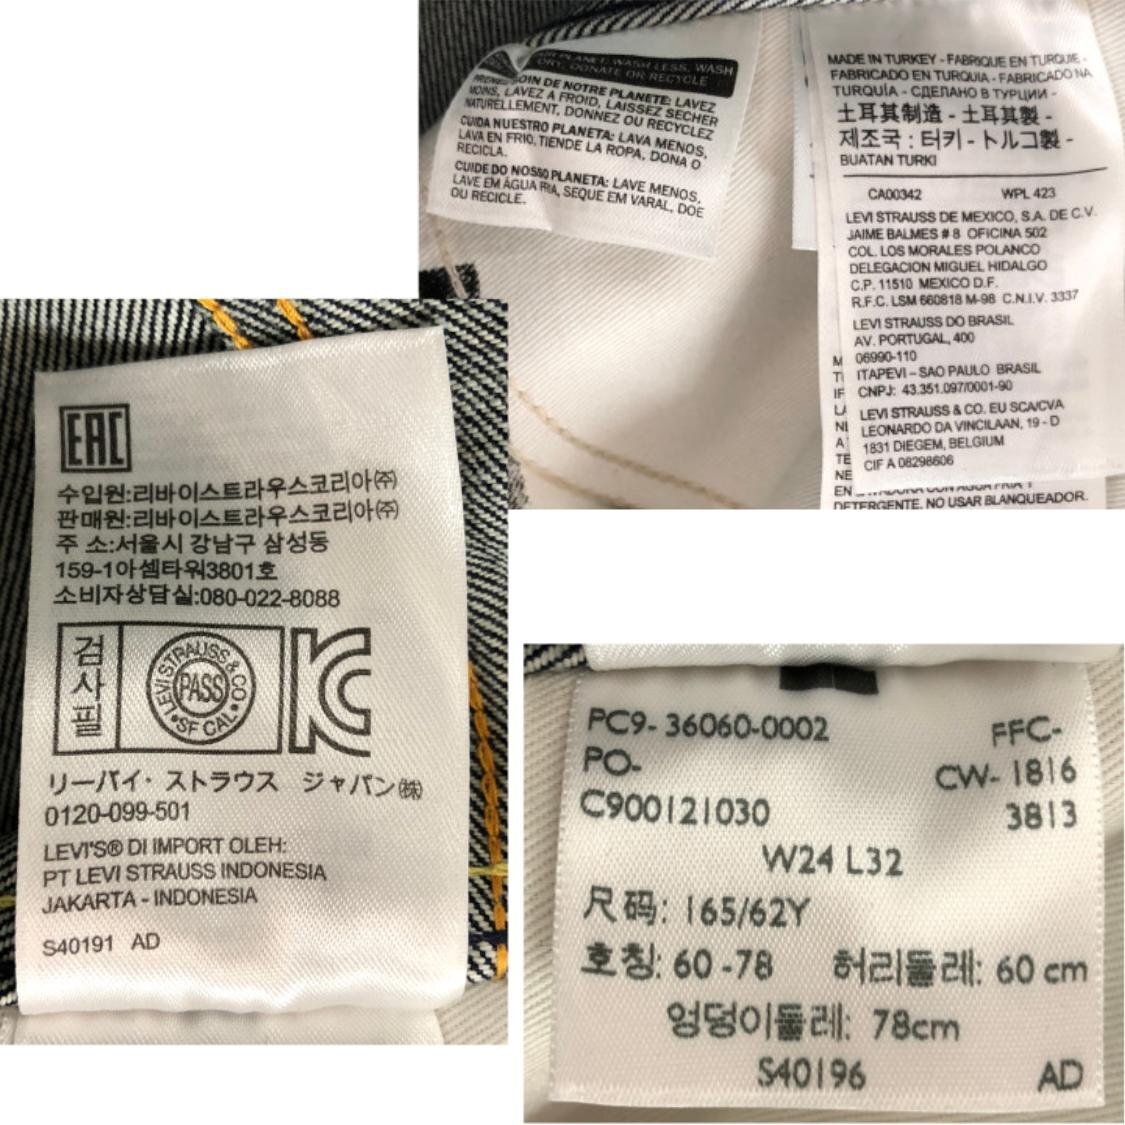 OUR PLANET: WASH LESS, WASH
DRY, DONATE OR RECYCLE
SOIN DE NOTRE PLANETE: LAVEZ
MOINS, LAVEZ A FROID, LAISSEZ SECHER
NATURELLEMENT, DONNEZ OU RECYCLEZ
CUIDA NUESTRO PLANETA: LAVA MENOS,
LAVA EN FRIO, TIENDE LA ROPA, DONA O
RECICLA.
CUIDE DO NOSSO PLANETA: LAVE MENOS,
LAVE EM ÁGUA FRIA, SEQUE EM VARAL, DOE
OU RECICLE.
MADE IN TURKEY - FABRIQUE EN TURQUIE -
FABRICADO EN TURQUIA - FABRICADO NA
TURQUÍA - СДЕЛАНО В ТУРЦИИ -
土耳其制造 - 土耳其製 -
제조국 : 터키 - トルコ製 -
BUATAN TURKI
CA00342 WPL 423
LEVI STRAUSS DE MEXICO, S.A. DE C.V.
JAIME BALMES # 8 OFICINA 502
COL. LOS MORALES POLANCO
DELEGACION MIGUEL HIDALGO
C.P. 11510 MEXICO D.F.
R.F.C. LSM 660818 M-98 C.N.I.V. 3337
LEVI STRAUSS DO BRASIL
AV. PORTUGAL, 400
06990-110
ITAPEVI – SAO PAULO BRASIL
CNPJ: 43.351.097/0001-90
LEVI STRAUSS & CO. EU SCA/CVA
LEONARDO DA VINCILAAN, 19 - D
1831 DIEGEM, BELGIUM
CIF A 08298606
DETERGENTE, NO USAR BLANQUEADOR.
EAC
수입원:리바이스트라우스코리아㈜
판매원:리바이스트라우스코리아㈜
주 소:서울시 강남구 삼성동
159-1아셈타워3801호
소비자상담실:080-022-8088
검사필
LEVI STRAUSS & CO.
PASS
SF CAL
KC
リーバイ・ストラウス ジャパン㈱
0120-099-501
LEVI'S® DI IMPORT OLEH:
PT LEVI STRAUSS INDONESIA
JAKARTA - INDONESIA
S40191 AD
PC9- 36060-0002 FFC-
PO- CW- 1816
C900121030 3813
W24 L32
尺码: 165/62Y
호칭: 60 -78 허리둘레: 60 cm
엉덩이둘레: 78cm
S40196 AD